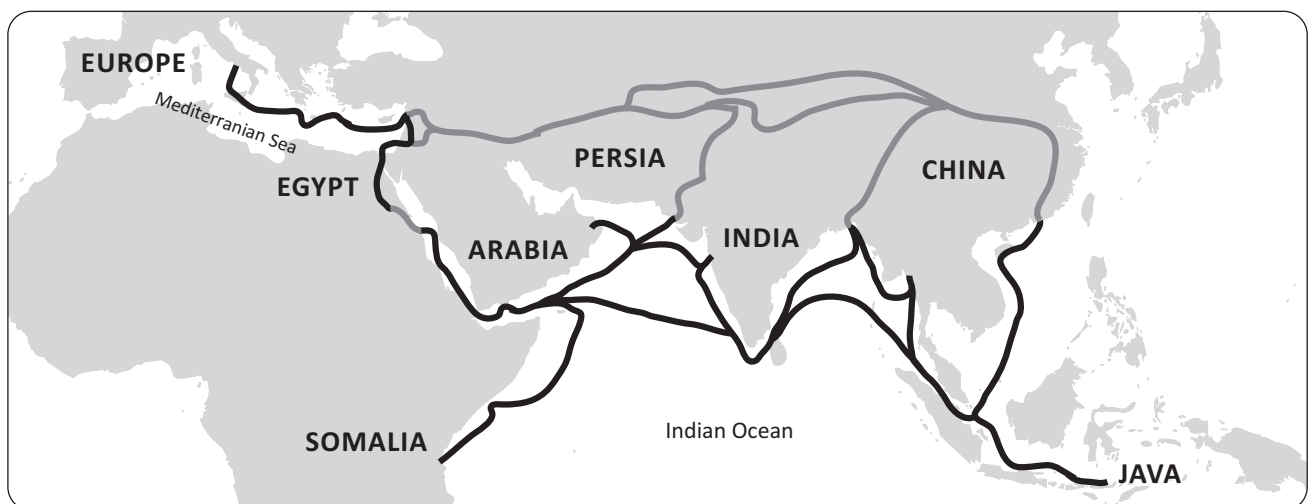 EUROPE
Mediterranian Sea
PERSIA
CHINA
EGYPT
INDIA
ARABIA
Indian Ocean
SOMALIA
JAVA